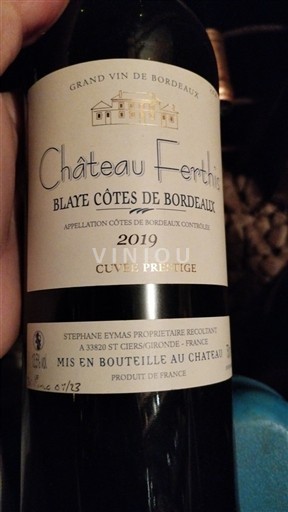 GRAND VIN DE BORDEAUX
Château Ferthis
BLAYE CÔTES DE BORDEAUX
APPELLATION CÔTES DE BORDEAUX CONTRÔLÉE
2019
VINIOU
CUVÉE PRESTIGE
STEPHANE EYMAS PROPRIETAIRE RECOLTANT
A 33820 ST CIERS/GIRONDE - FRANCE
MIS EN BOUTEILLE AU CHATEAU
PRODUIT DE FRANCE